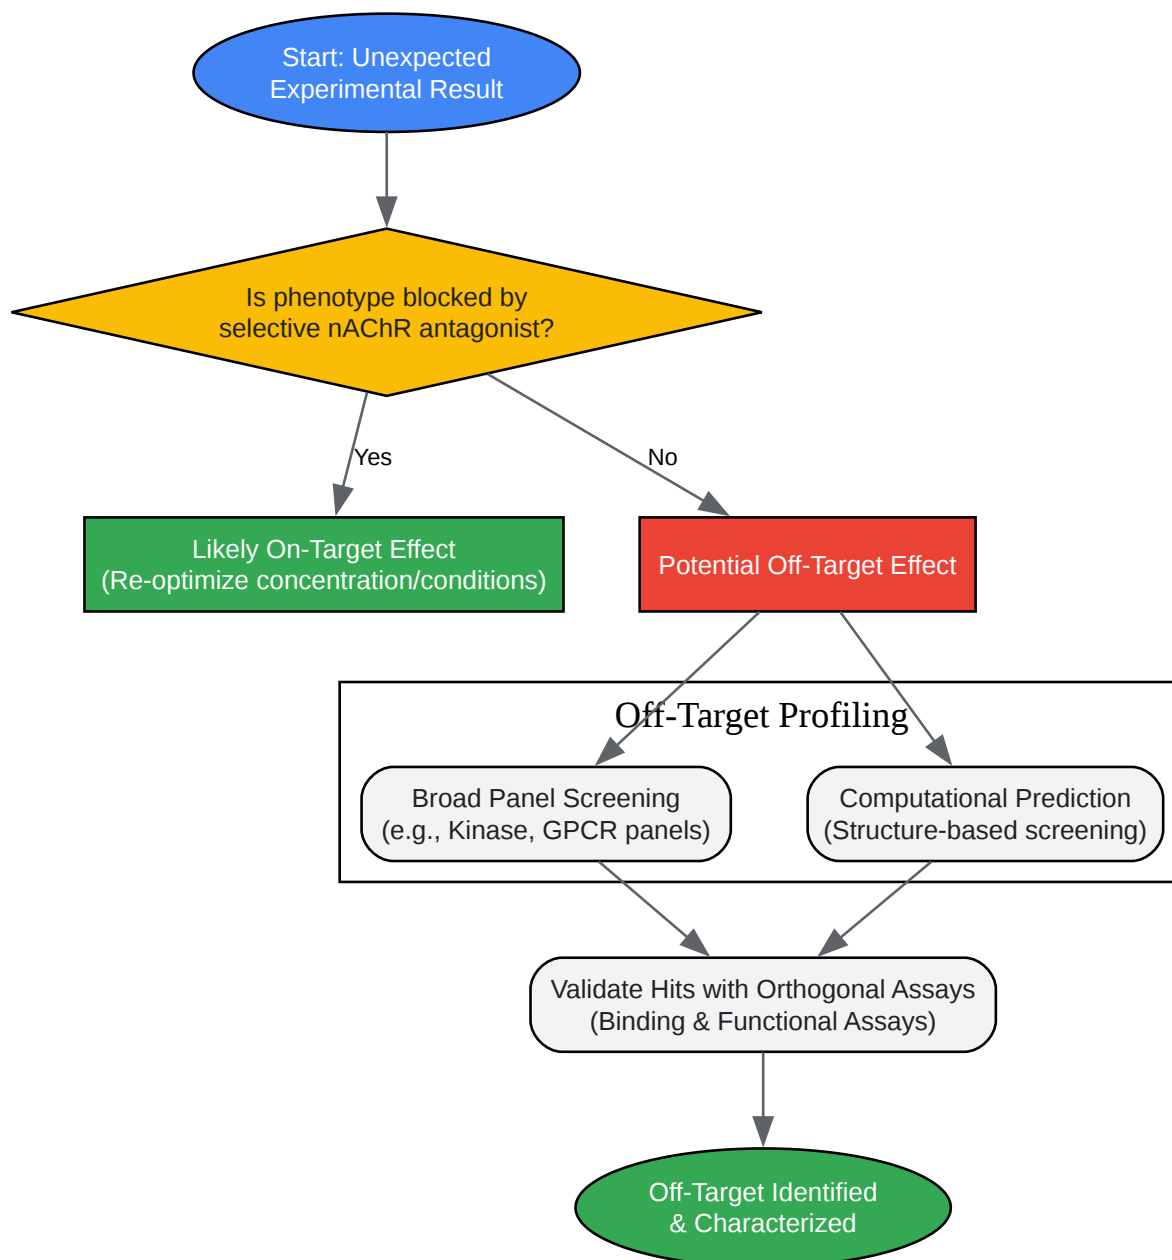 Start: Unexpected
Experimental Result
Is phenotype blocked by
selective nAChR antagonist?
Yes
No
Likely On-Target Effect
(Re-optimize concentration/conditions)
Potential Off-Target Effect
Off-Target Profiling
Broad Panel Screening
(e.g., Kinase, GPCR panels)
Computational Prediction
(Structure-based screening)
Validate Hits with Orthogonal Assays
(Binding & Functional Assays)
Off-Target Identified
& Characterized